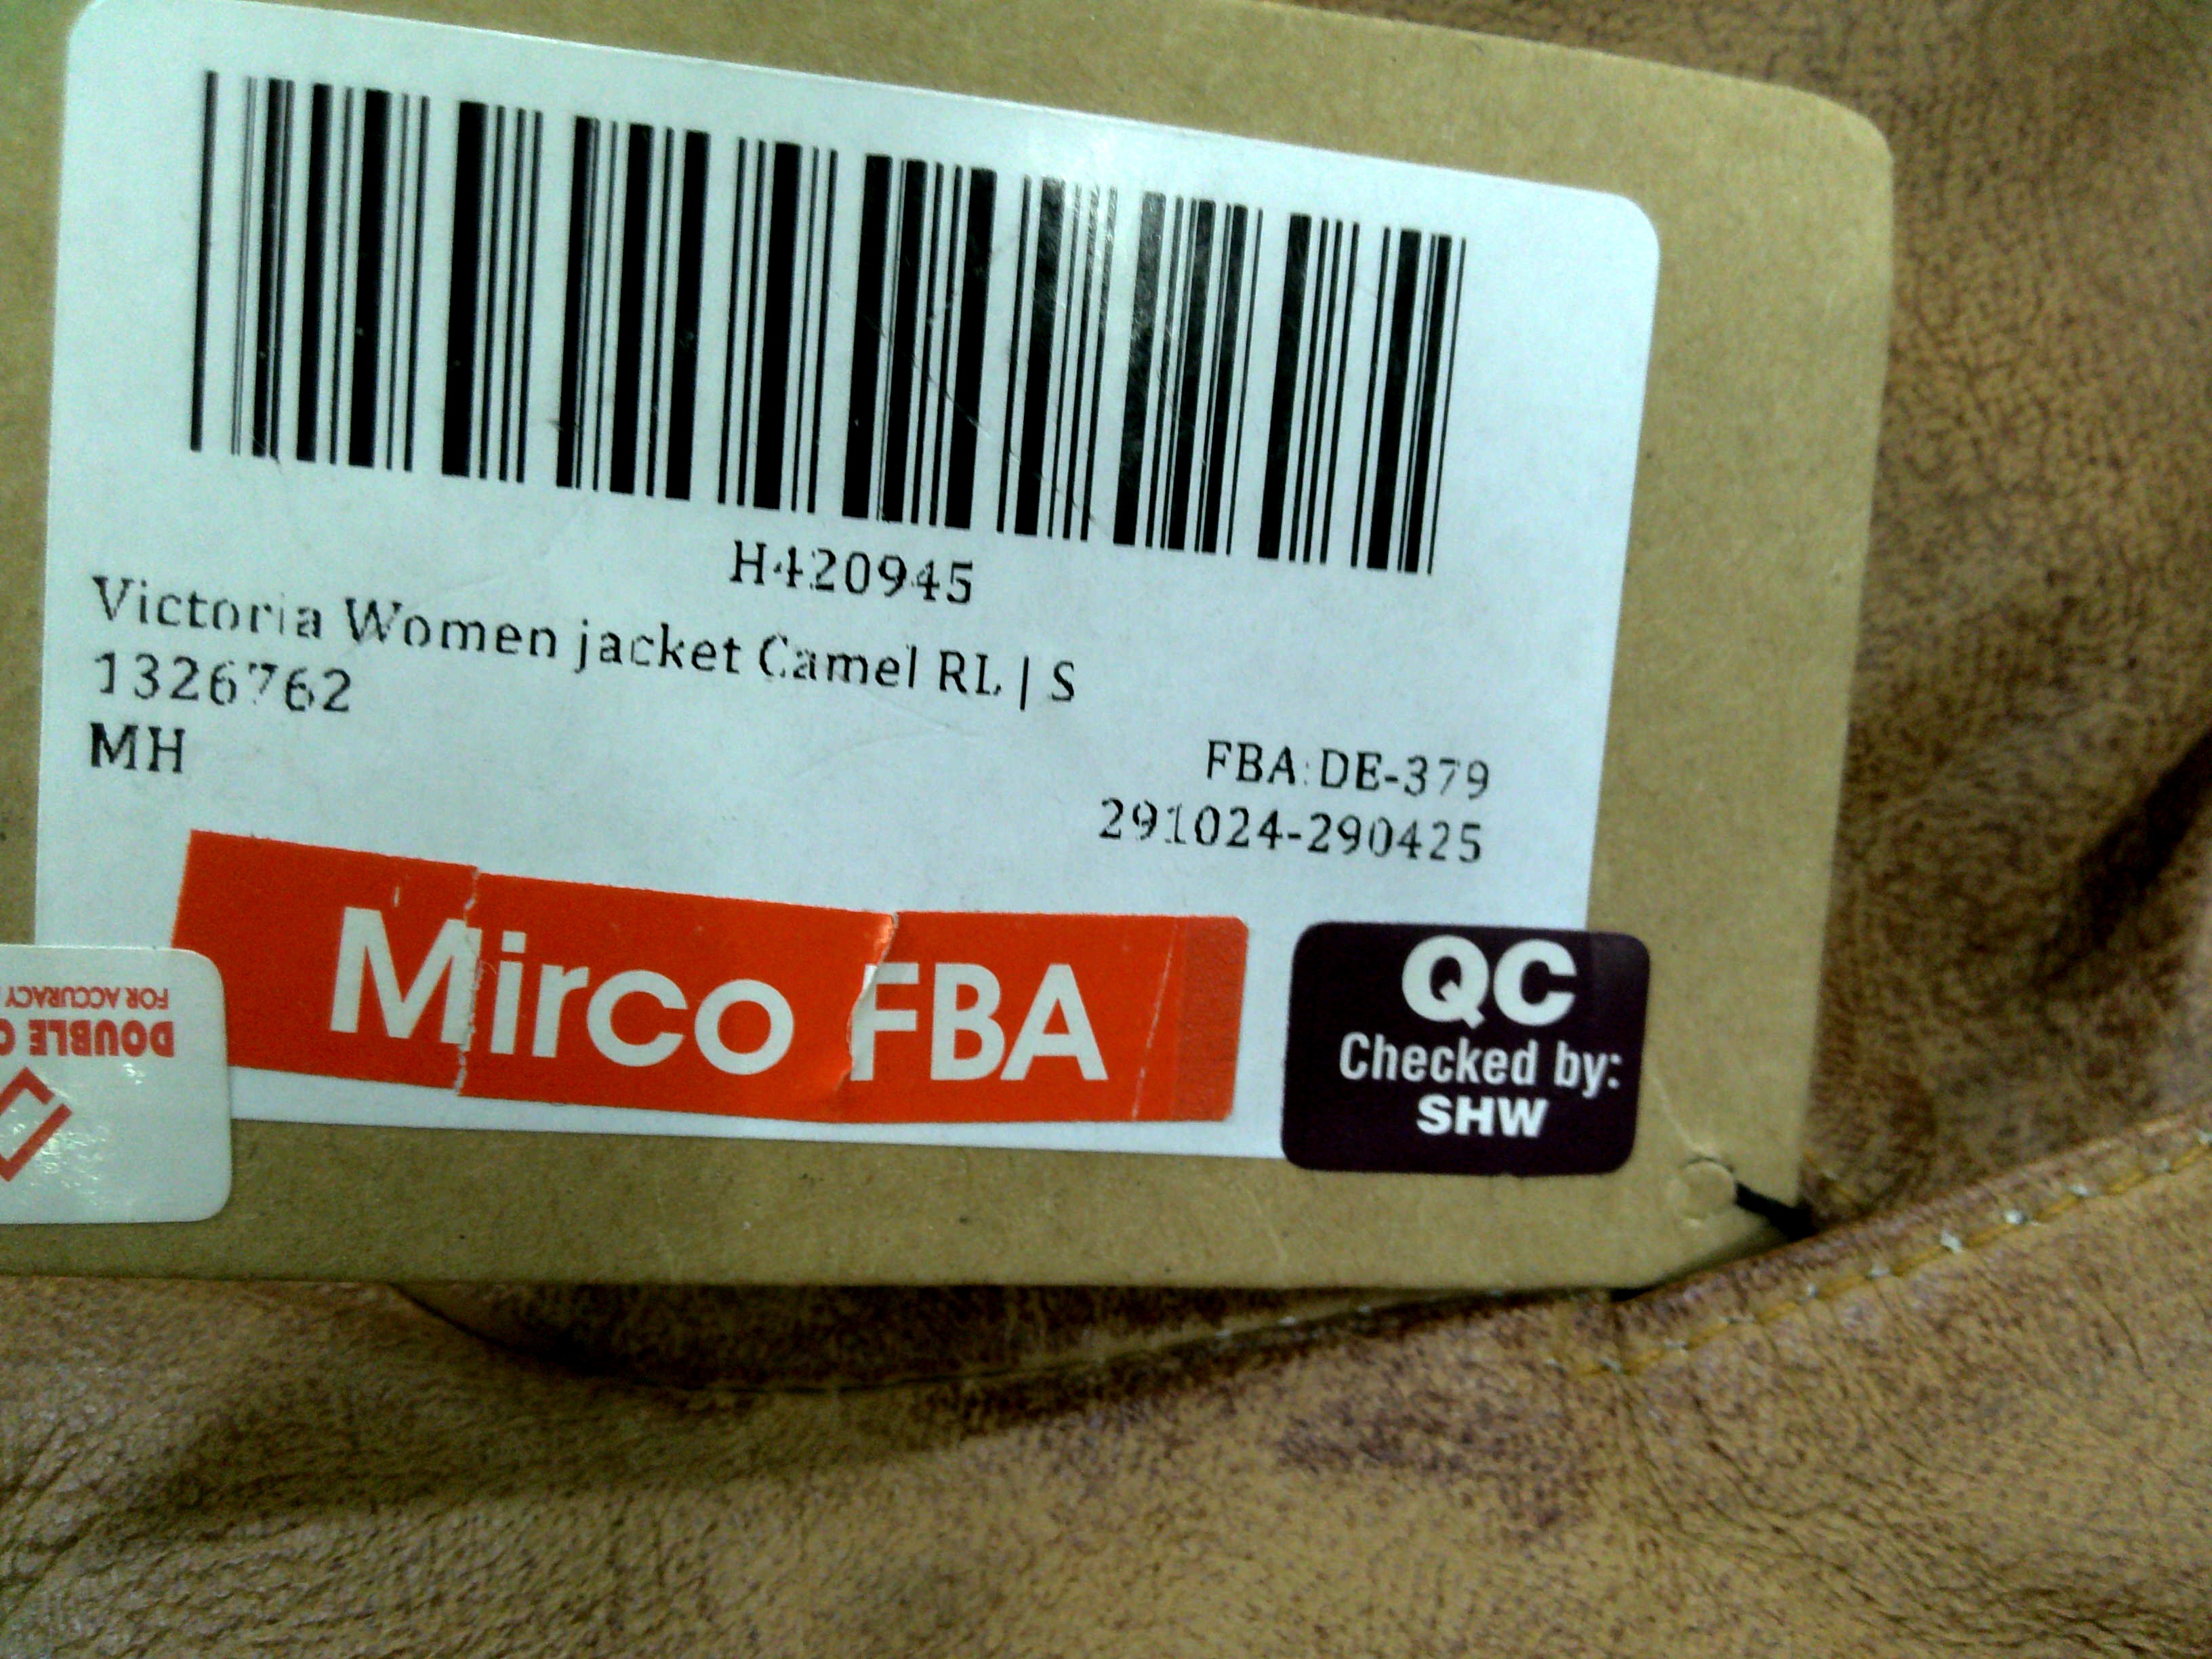 H420945
Victoria Women jacket Camel RL | S
1326762
MH
FBA:DE-379
291024-290425
Mirco FBA
QC
Checked by:
SHW
DOUBLE
FOR ACCURACY